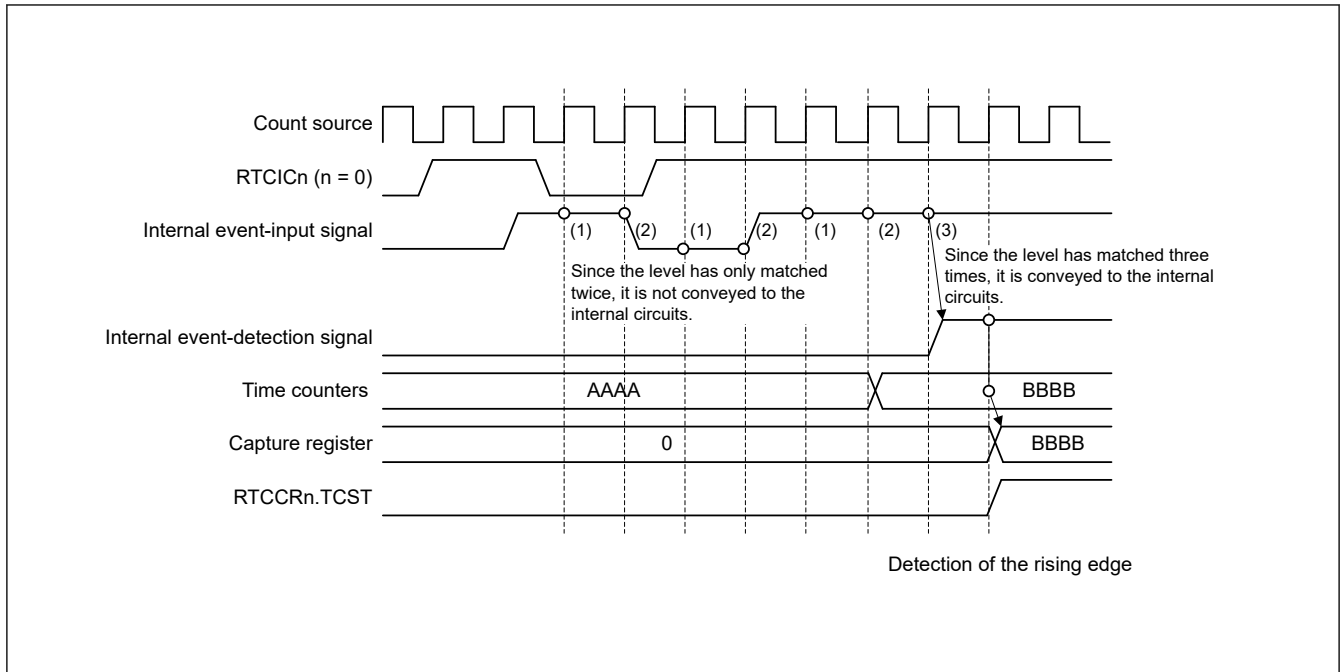 Count source
RTCICn (n = 0)
Internal event-input signal
(1)
(2)
(1)
(2)
(1)
(2)
(3)
Since the level has only matched
twice, it is not conveyed to the
internal circuits.
Since the level has matched three
times, it is conveyed to the internal
circuits.
Internal event-detection signal
Time counters
AAAA
BBBB
Capture register
0
BBBB
RTCCRn.TCST
Detection of the rising edge